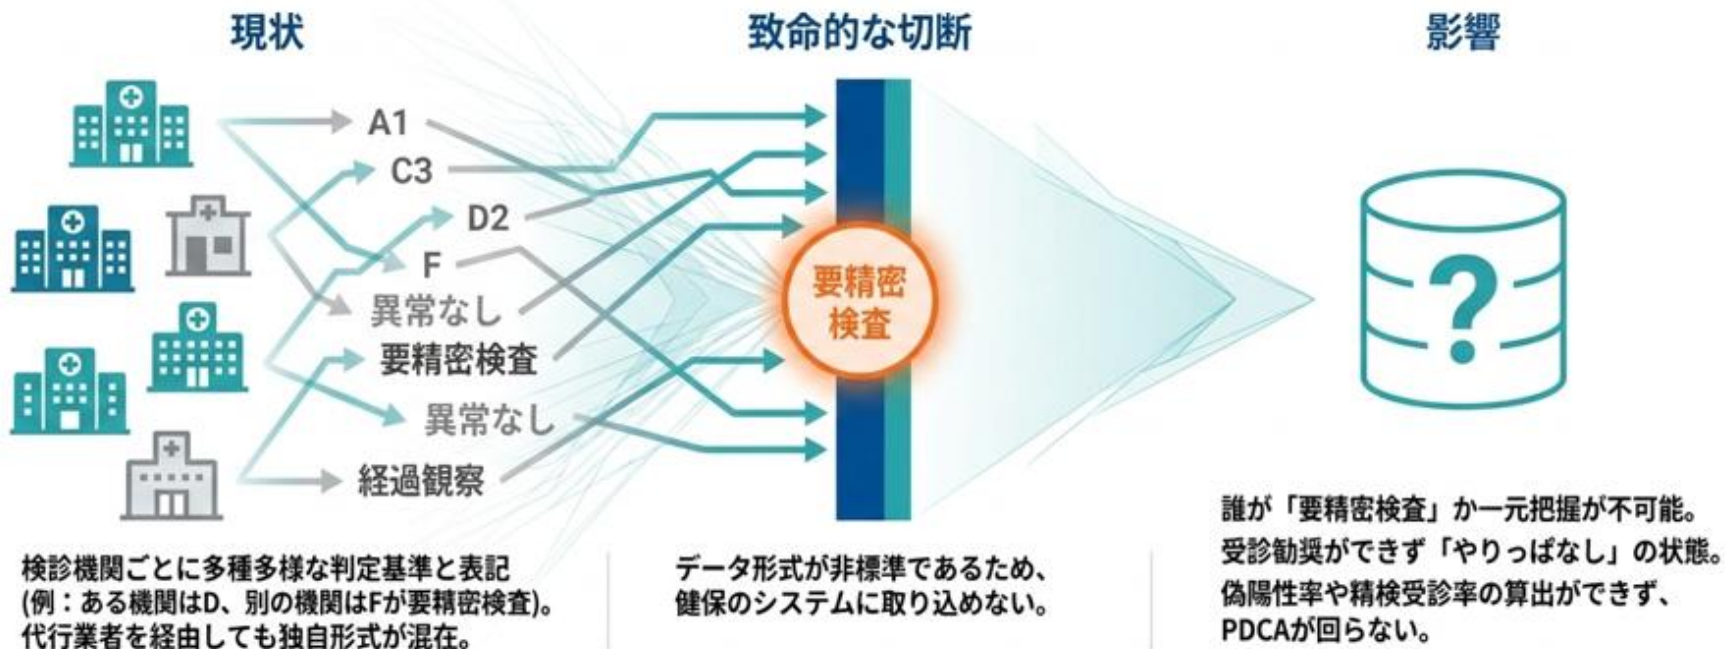 現状
致命的な切断
影響
A1
C3
D2
F
異常なし
要精密検査
異常なし
経過観察
要精密
検査
?
検診機関ごとに多種多様な判定基準と表記
(例：ある機関はD、別の機関はFが要精密検査)。
代行業者を経由しても独自形式が混在。
データ形式が非標準であるため、
健保のシステムに取り込めない。
誰が「要精密検査」か一元把握が不可能。
受診勧奨ができず「やりっぱなし」の状態。
偽陽性率や精検受診率の算出ができず、
PDCAが回らない。